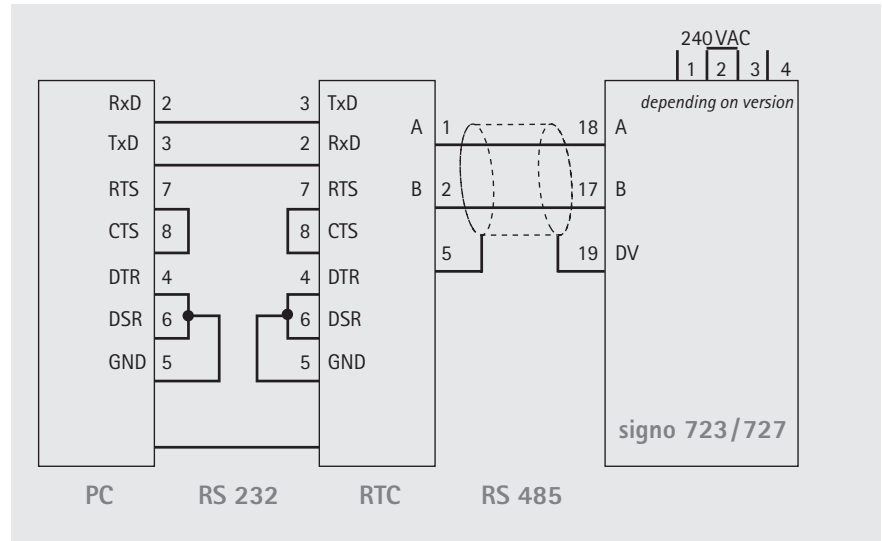 240 VAC
1 2 3 4
depending on version
RxD 2 3 TxD
A 1 18 A
TxD 3 2 RxD
RTS 7 7 RTS B 2 17 B
CTS 8 8 CTS
5 19 DV
DTR 4 4 DTR
DSR 6 6 DSR
GND 5 5 GND
signo 723/727
PC RS 232 RTC RS 485